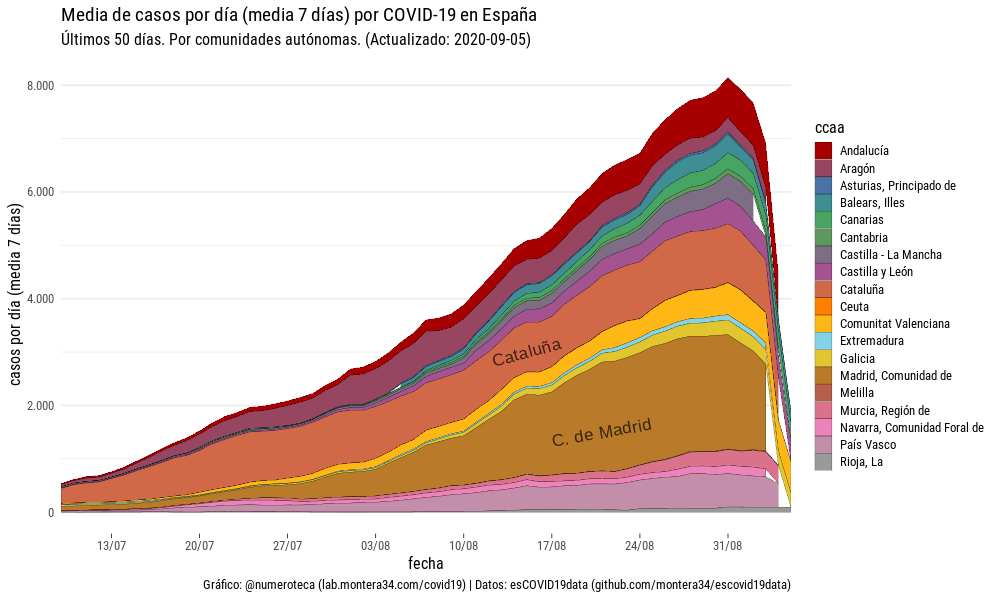 Media de casos por día (media 7 días) por COVID-19 en España
Últimos 50 días. Por comunidades autónomas. (Actualizado: 2020-09-05)
casos por día (media 7 días)
8.000
6.000
4.000
2.000
0
Cataluña
C. de Madrid
13/07
20/07
27/07
03/08
10/08
17/08
24/08
31/08
fecha
ccaa
Andalucía
Aragón
Asturias, Principado de
Balears, Illes
Canarias
Cantabria
Castilla - La Mancha
Castilla y León
Cataluña
Ceuta
Comunitat Valenciana
Extremadura
Galicia
Madrid, Comunidad de
Melilla
Murcia, Región de
Navarra, Comunidad Foral de
País Vasco
Rioja, La
Gráfico: @numeroteca (lab.montera34.com/covid19) | Datos: esCOVID19data (github.com/montera34/escovid19data)